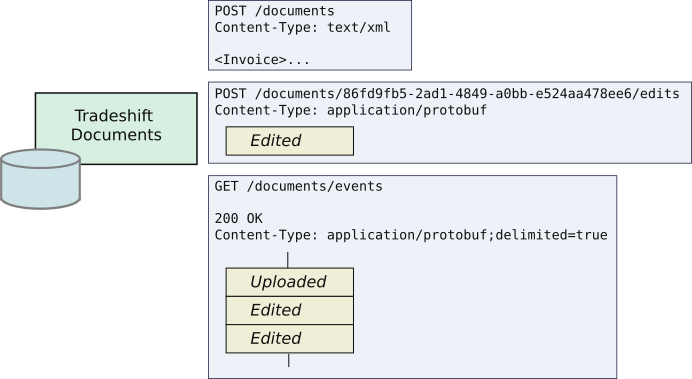 POST /documents
Content-Type: text/xml
<Invoice>...
Tradeshift
Documents
POST /documents/86fd9fb5-2ad1-4849-a0bb-e524aa478ee6/edits
Content-Type: application/protobuf
Edited
GET /documents/events
200 OK
Content-Type: application/protobuf;delimited=true
Uploaded
Edited
Edited